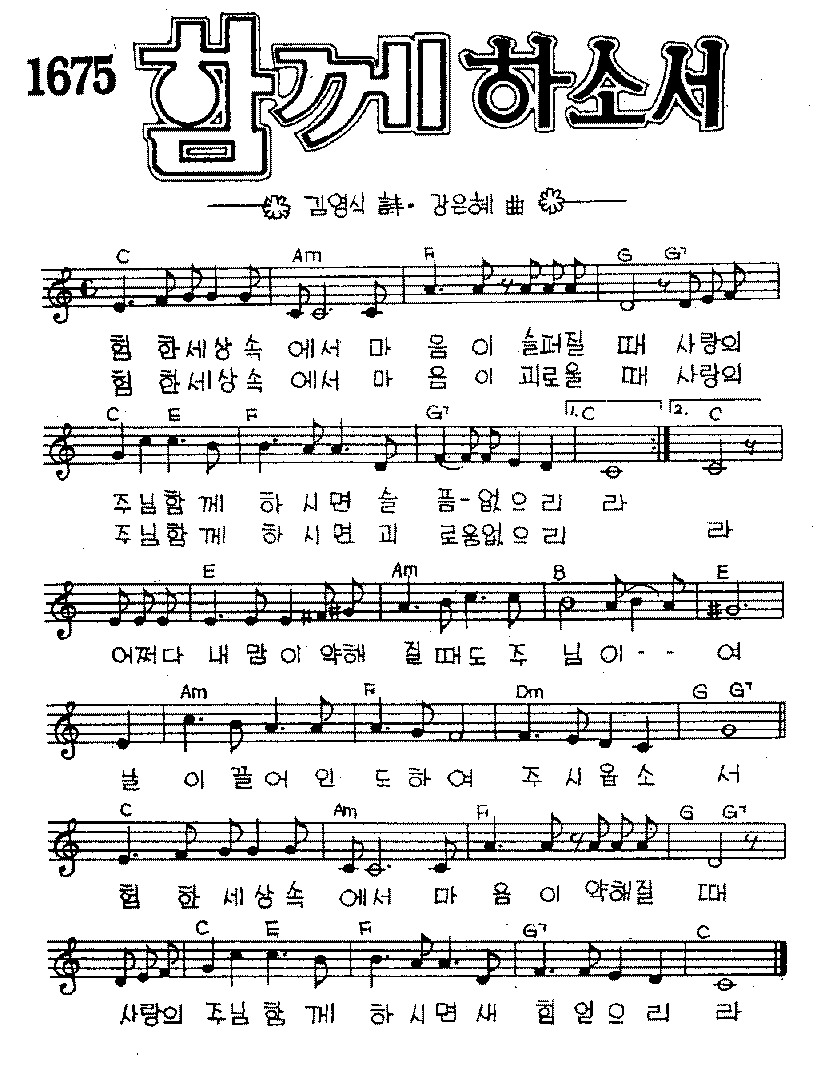 1675 함께 하소서
김영식 詩· 강은혜 曲
C Am F G G7
험 한세상속 에서 마 음이 슬퍼질 때 사랑의
험 한세상속 에서 마 음이 괴로울 때 사랑의
C E F G7 1. C 2. C
주님함께 하시면 슬 픔-없으리 라
주님함께 하시면 괴 로움없으리 라
E Am B E
어쩌다 내 맘이 약해 질때도 주 님이-- 여
Am F Dm G G7
날 이끌어인 도하여 주시옵소 서
C Am F G G7
험 한세상속 에서 마 음이 약해질 때
C E F G7 C
사랑의 주님함께 하시면새 힘얻으리 라